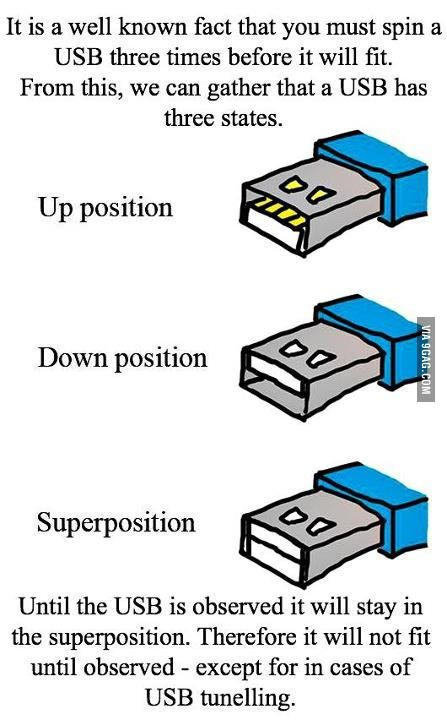 It is a well known fact that you must spin a
USB three times before it will fit.
From this, we can gather that a USB has
three states.
Up position
Down position
VIA 9GAG.COM
Superposition
Until the USB is observed it will stay in
the superposition. Therefore it will not fit
until observed - except for in cases of
USB tunelling.